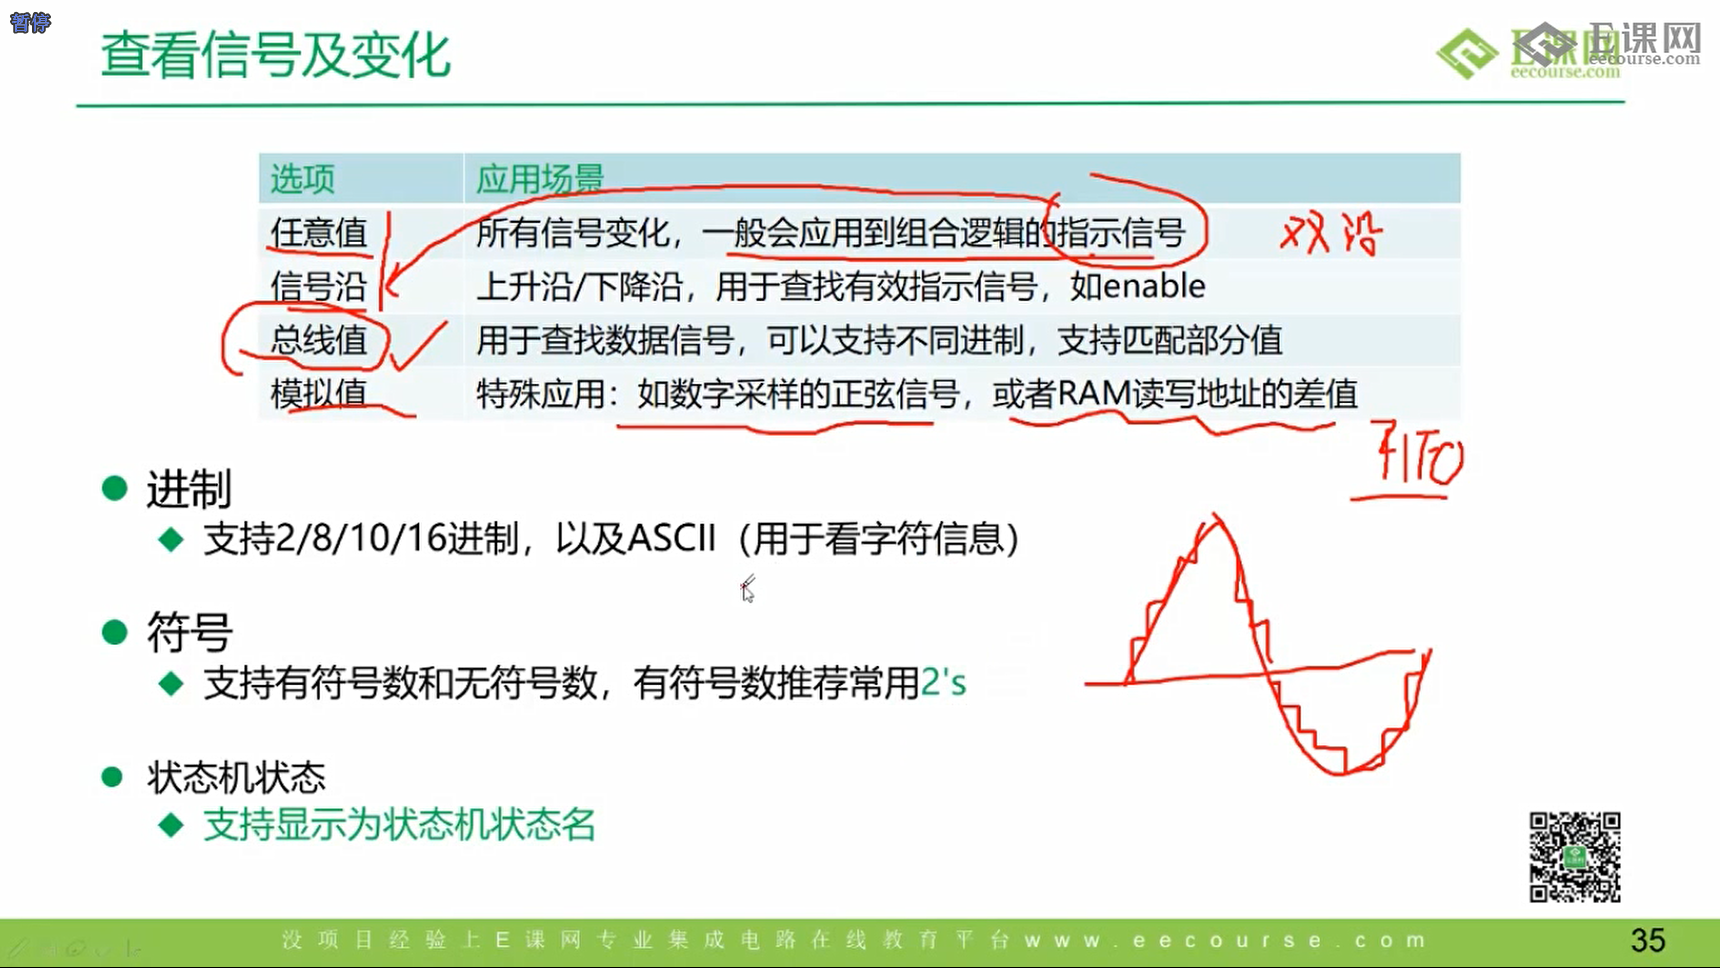 暂停
查看信号及变化
E课网
eecourse.com
E课网
eecourse.com
选项 应用场景
任意值 所有信号变化，一般会应用到组合逻辑的指示信号 双沿
信号沿 上升沿/下降沿，用于查找有效指示信号，如enable
总线值 用于查找数据信号，可以支持不同进制，支持匹配部分值
模拟值 特殊应用：如数字采样的正弦信号，或者RAM读写地址的差值
FIFO
进制
支持2/8/10/16进制，以及ASCII（用于看字符信息）
符号
支持有符号数和无符号数，有符号数推荐常用2's
状态机状态
支持显示为状态机状态名
没项目经验上E课网专业集成电路在线教育平台www.eecourse.com
35